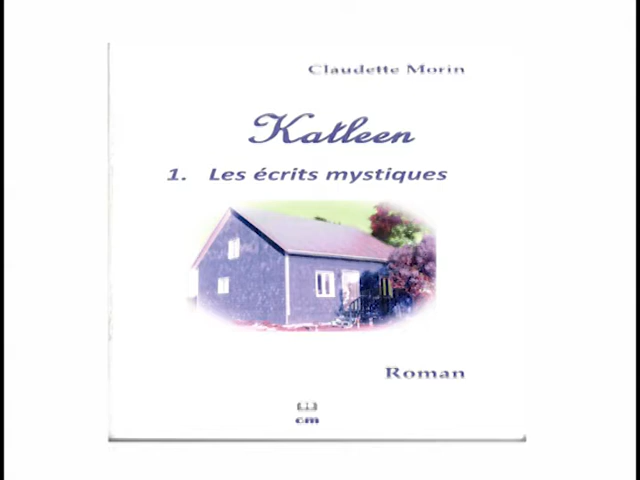 Claudette Morin
Katleen
1. Les écrits mystiques
Roman
cm